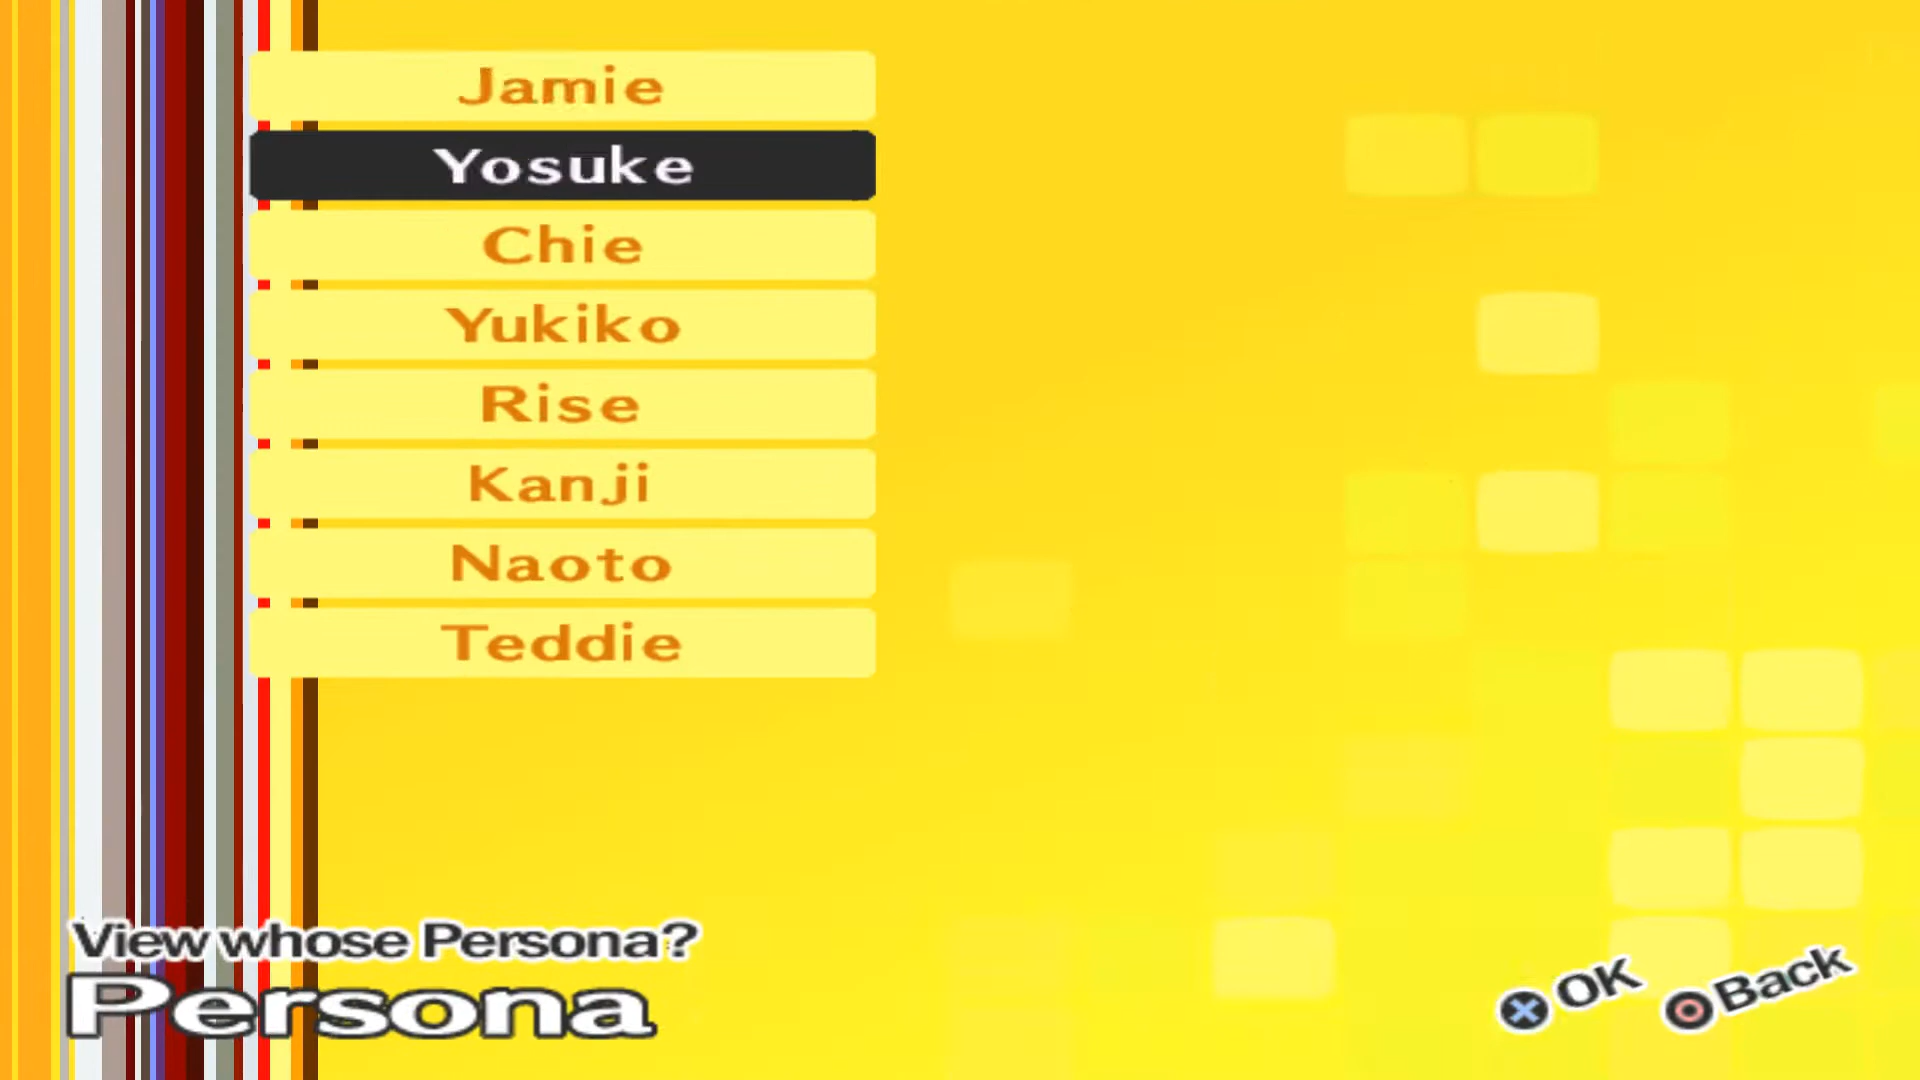 Jamie
Yosuke
Chie
Yukiko
Rise
Kanji
Naoto
Teddie
View whose Persona?
Persona
OK
Back